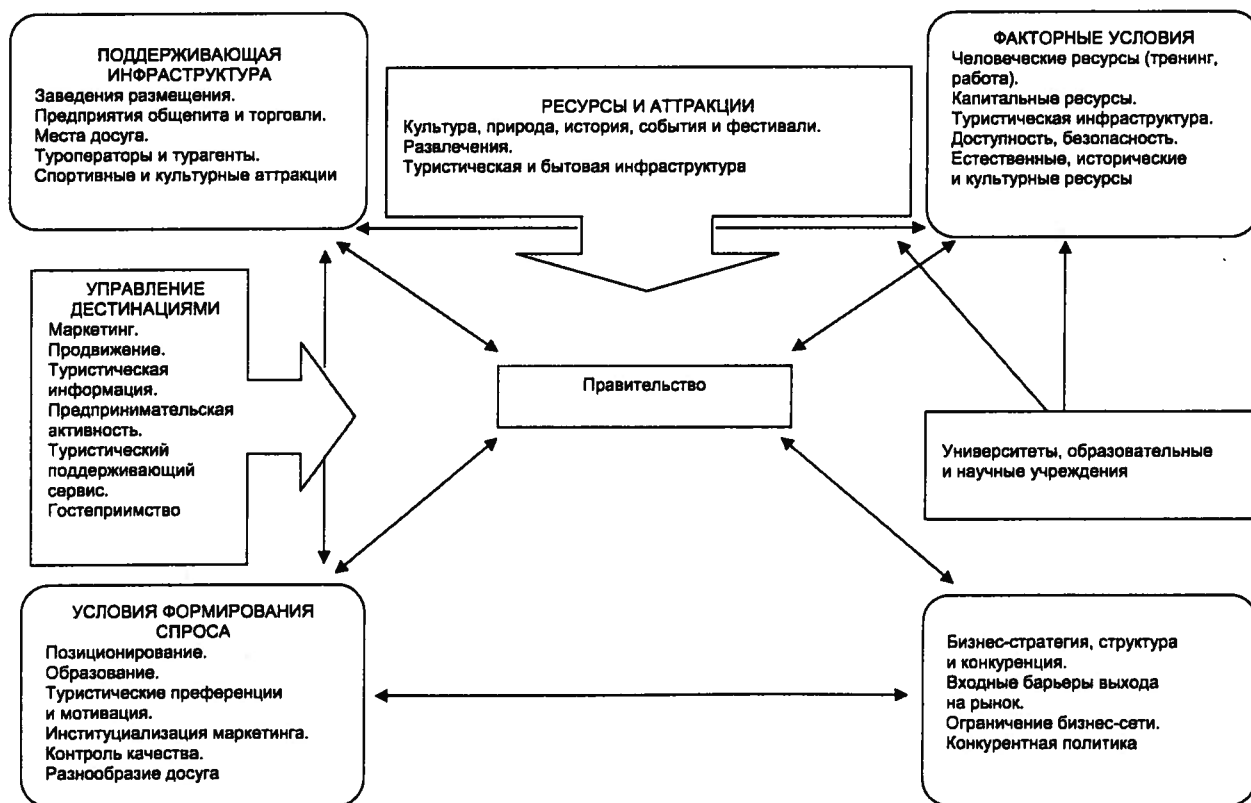 ПОДДЕРЖИВАЮЩАЯ
ИНФРАСТРУКТУРА
Заведения размещения.
Предприятия общепита и торговли.
Места досуга.
Туроператоры и турагенты.
Спортивные и культурные аттракции
РЕСУРСЫ И АТТРАКЦИИ
Культура, природа, история, события и фестивали.
Развлечения.
Туристическая и бытовая инфраструктура
ФАКТОРНЫЕ УСЛОВИЯ
Человеческие ресурсы (тренинг,
работа).
Капитальные ресурсы.
Туристическая инфраструктура.
Доступность, безопасность.
Естественные, исторические
и культурные ресурсы
УПРАВЛЕНИЕ
ДЕСТИНАЦИЯМИ
Маркетинг.
Продвижение.
Туристическая
информация.
Предпринимательская
активность.
Туристический
поддерживающий
сервис.
Гостеприимство
Правительство
Университеты, образовательные
и научные учреждения
УСЛОВИЯ ФОРМИРОВАНИЯ
СПРОСА
Позиционирование.
Образование.
Туристические преференции
и мотивация.
Институциализация маркетинга.
Контроль качества.
Разнообразие досуга
Бизнес-стратегия, структура
и конкуренция.
Входные барьеры выхода
на рынок.
Ограничение бизнес-сети.
Конкурентная политика